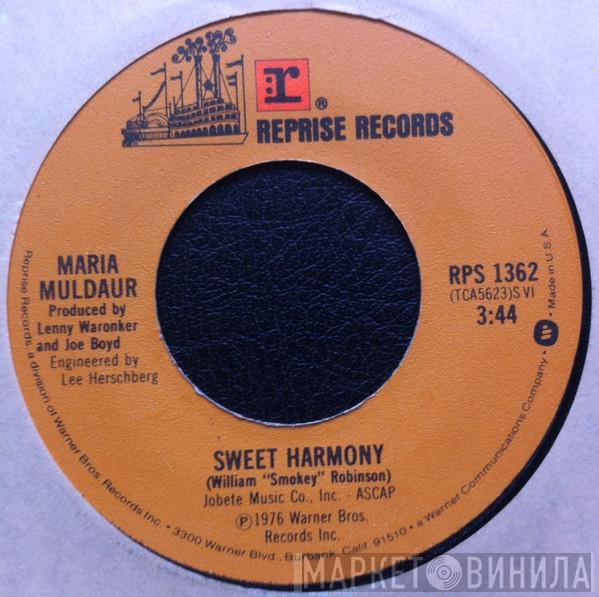 r
®
REPRISE RECORDS
MARIA
MULDAUR
Produced by
Lenny Waronker
and Joe Boyd
Engineered by
Lee Herschberg
RPS 1362
(TCA5623)S VI
3:44
SWEET HARMONY
(William "Smokey" Robinson)
Jobete Music Co., Inc. - ASCAP
Ⓟ1976 Warner Bros.
Records Inc.
Reprise Records, a division of Warner Bros. Records Inc. • 3300 Warner Blvd., Burbank, Calif. 91510 • a Warner Communications Company • Made in U.S.A.
МАРКЕТ ВИНИЛА